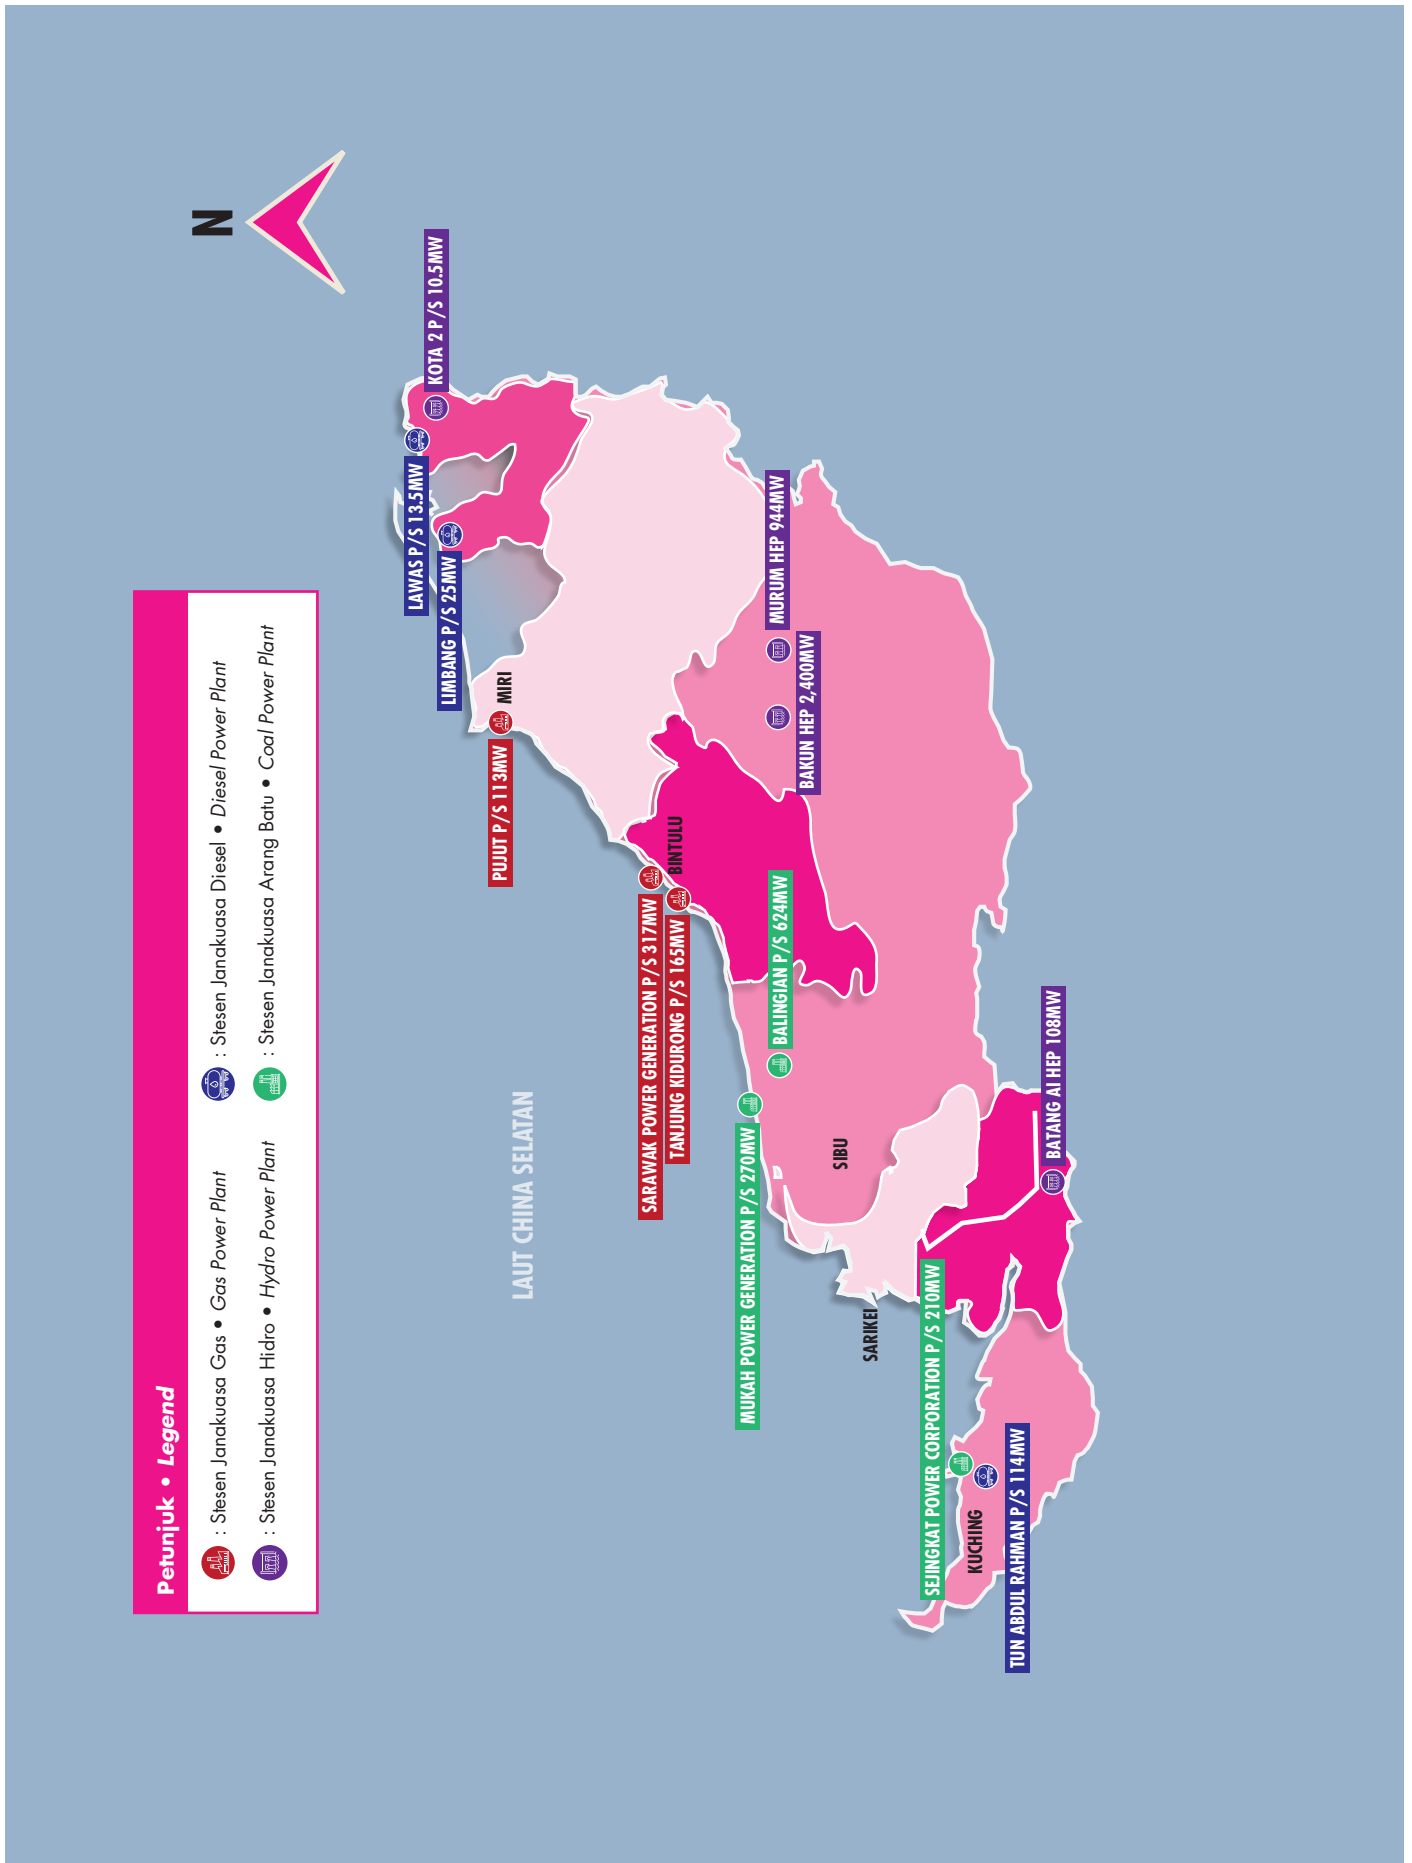 Petunjuk • Legend
: Stesen Janakuasa Gas • Gas Power Plant
: Stesen Janakuasa Diesel • Diesel Power Plant
: Stesen Janakuasa Hidro • Hydro Power Plant
: Stesen Janakuasa Arang Batu • Coal Power Plant
N
KOTA 2 P/S 10.5MW
LAWAS P/S 13.5MW
LIMBANG P/S 25MW
MIRI
PUJUT P/S 113MW
LAUT CHINA SELATAN
SARAWAK POWER GENERATION P/S 317MW
BINTULU
TANJUNG KIDURONG P/S 165MW
MUKAH POWER GENERATION P/S 270MW
MURUM HEP 944MW
BALINGIAN P/S 624MW
BAKUN HEP 2,400MW
SIBU
SARIKEI
SEJINGKAT POWER CORPORATION P/S 210MW
KUCHING
TUN ABDUL RAHMAN P/S 114MW
BATANG AI HEP 108MW